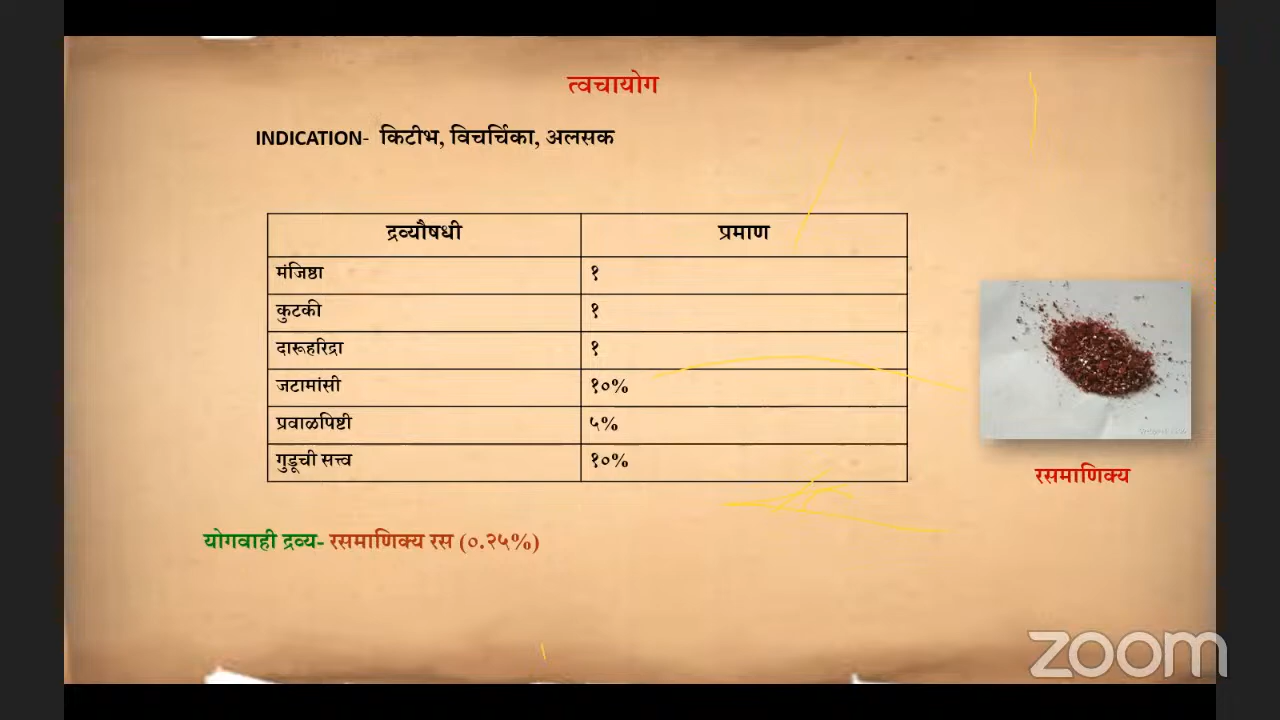 त्वचायोग
INDICATION- किटीभ, विचर्चिका, अलसक
द्रव्यौषधी प्रमाण
मंजिष्ठा १
कुटकी १
दारूहरिद्रा १
जटामांसी १०%
प्रवाळपिष्टी ५%
गुडूची सत्त्व १०%
रसमाणिक्य
योगवाही द्रव्य- रसमाणिक्य रस (०.२५%)
zoom